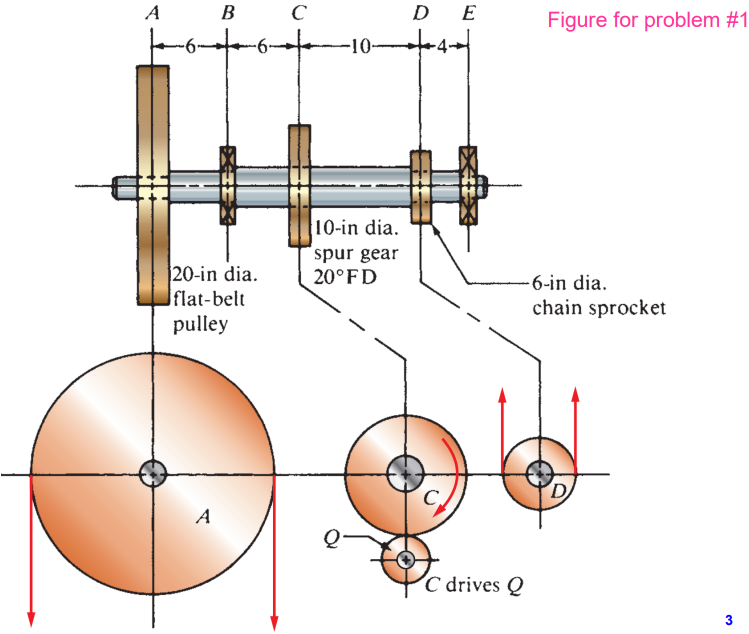 A B C D E
Figure for problem #1
6 6 10 4
10-in dia.
spur gear
20°FD
20-in dia.
flat-belt
pulley
6-in dia.
chain sprocket
A
C
D
Q
C drives Q
3